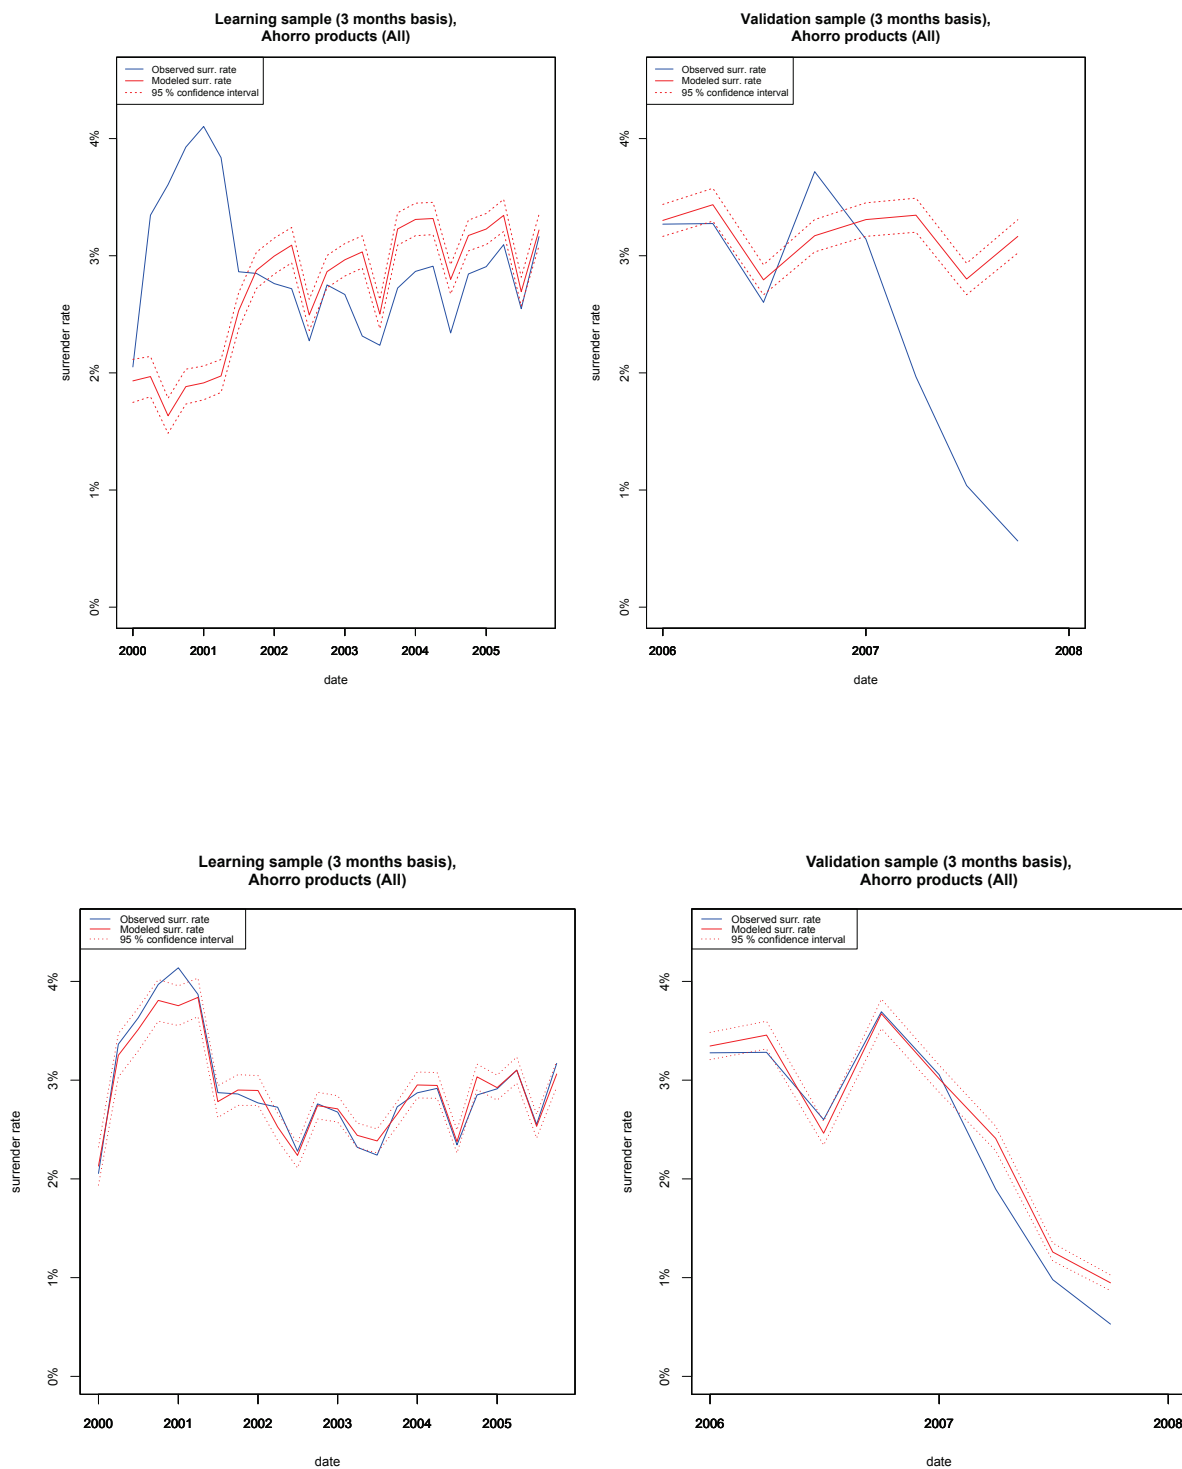 Learning sample (3 months basis),
Ahorro products (All)
Observed surr. rate
Modeled surr. rate
95 % confidence interval
surrender rate
4%
3%
2%
1%
0%
2000 2001 2002 2003 2004 2005
date
Validation sample (3 months basis),
Ahorro products (All)
Observed surr. rate
Modeled surr. rate
95 % confidence interval
surrender rate
4%
3%
2%
1%
0%
2006 2007 2008
date
Learning sample (3 months basis),
Ahorro products (All)
Observed surr. rate
Modeled surr. rate
95 % confidence interval
surrender rate
4%
3%
2%
1%
0%
2000 2001 2002 2003 2004 2005
date
Validation sample (3 months basis),
Ahorro products (All)
Observed surr. rate
Modeled surr. rate
95 % confidence interval
surrender rate
4%
3%
2%
1%
0%
2006 2007 2008
date